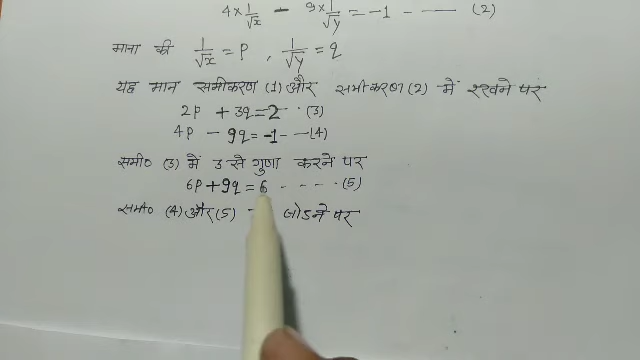 4×1/√x - 9×1/√y = -1 - - - - - (2)
माना की 1/√x = P , 1/√y = q
यह मान समीकरण (1) और समीकरण (2) में रखने पर
2P + 3q = 2 - - (3)
4P - 9q = -1 - - (4)
समी० (3) में 3 से गुणा करने पर
6P + 9q = 6 - - - - - (5)
समी० (4) और (5) जोडने पर